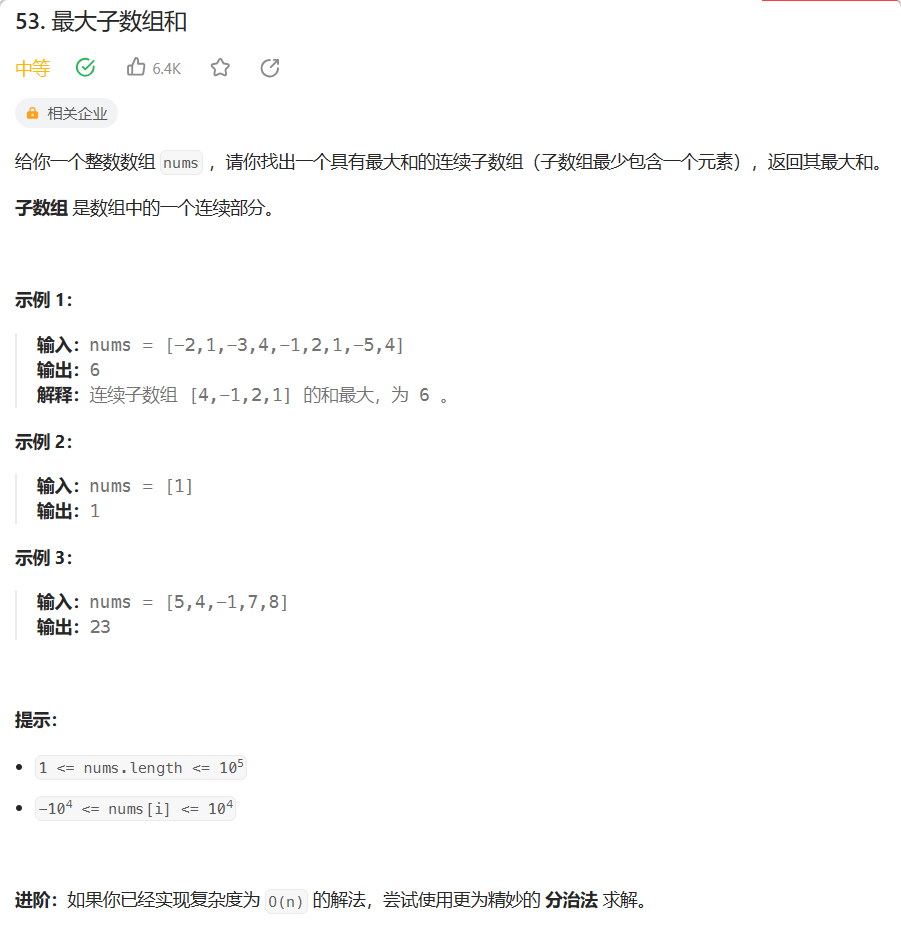 53. 最大子数组和
中等 6.4K
相关企业
给你一个整数数组 nums ，请你找出一个具有最大和的连续子数组（子数组最少包含一个元素），返回其最大和。
子数组 是数组中的一个连续部分。
示例 1：
输入：nums = [-2,1,-3,4,-1,2,1,-5,4]
输出：6
解释：连续子数组 [4,-1,2,1] 的和最大，为 6 。
示例 2：
输入：nums = [1]
输出：1
示例 3：
输入：nums = [5,4,-1,7,8]
输出：23
提示：
• 1 <= nums.length <= 10⁵
• -10⁴ <= nums[i] <= 10⁴
进阶：如果你已经实现复杂度为 O(n) 的解法，尝试使用更为精妙的 分治法 求解。